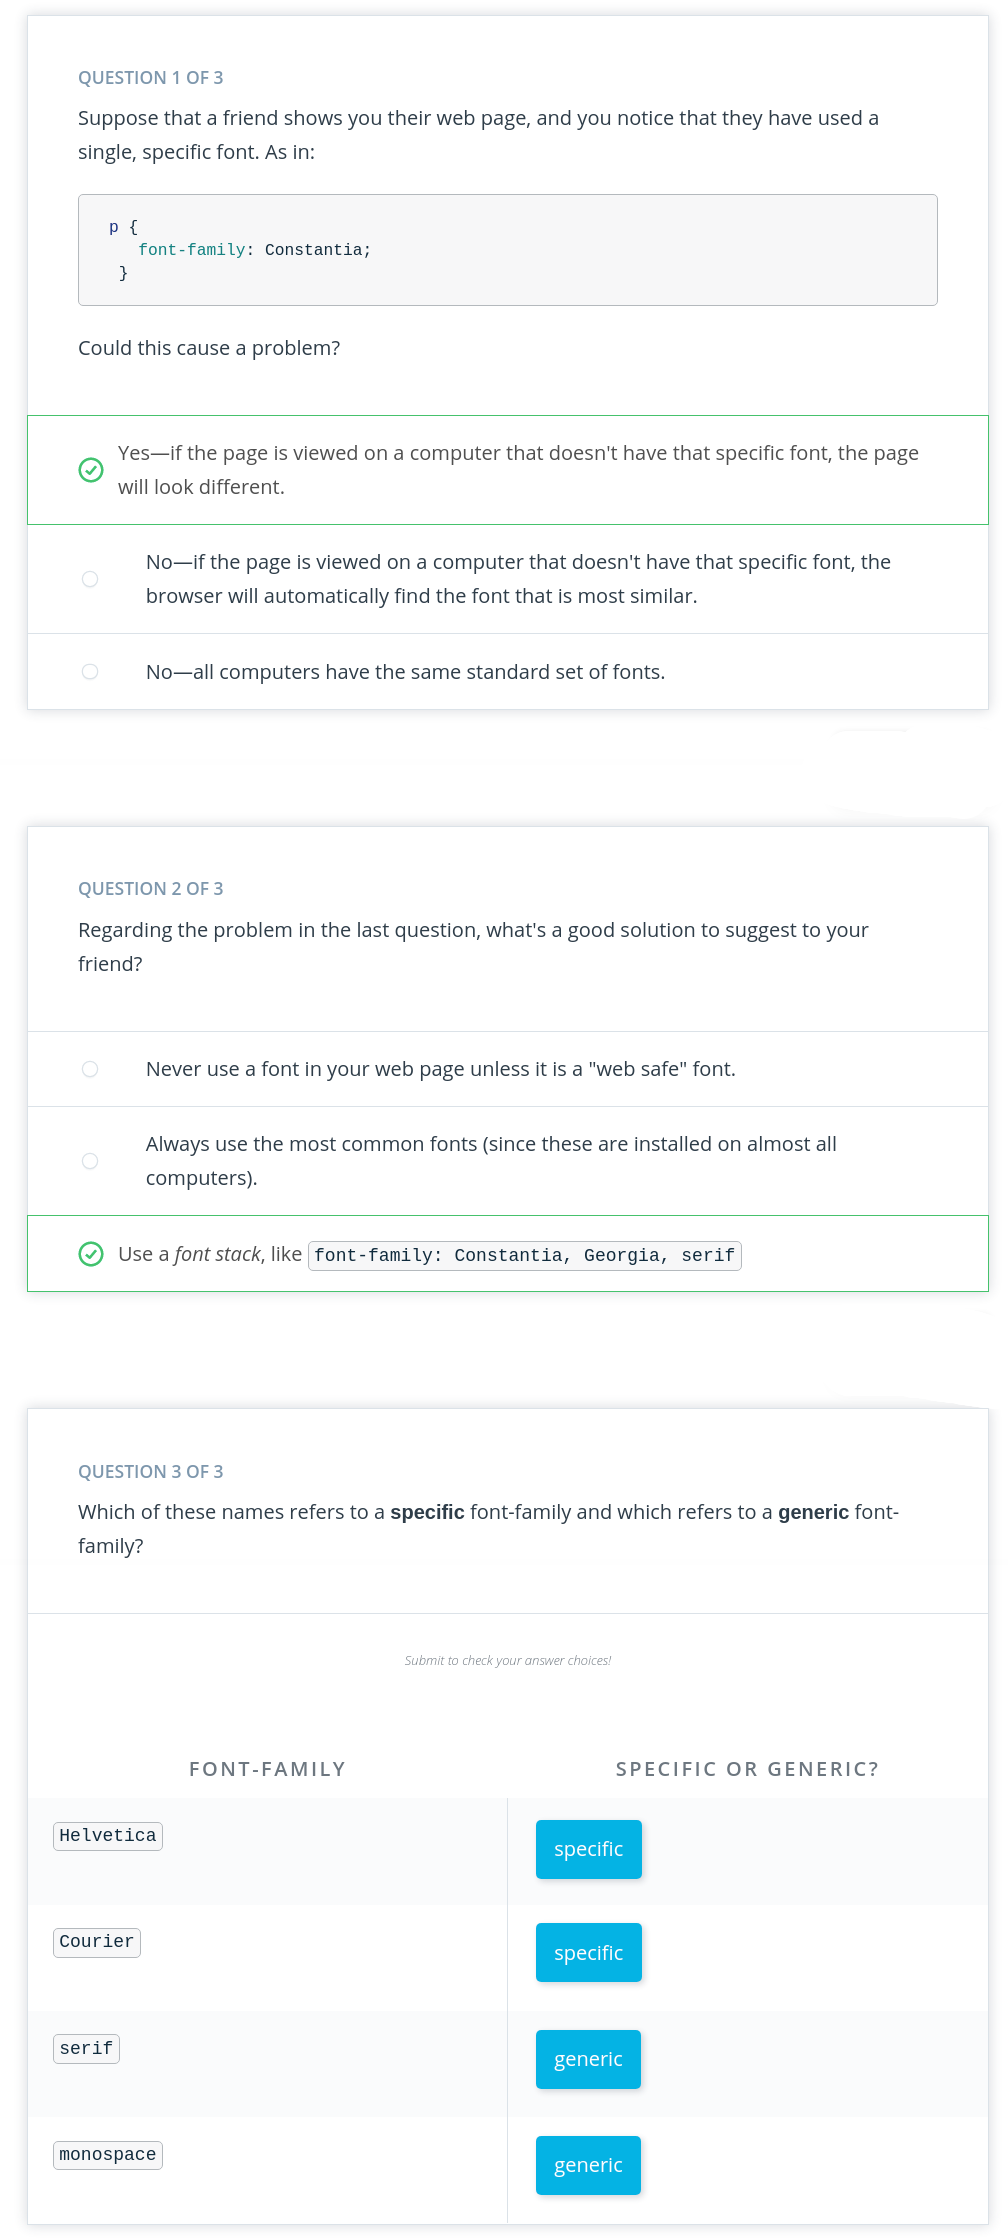 QUESTION 1 OF 3
Suppose that a friend shows you their web page, and you notice that they have used a
single, specific font. As in:
p {
font-family: Constantia;
}
Could this cause a problem?
Yes—if the page is viewed on a computer that doesn't have that specific font, the page
will look different.
No—if the page is viewed on a computer that doesn't have that specific font, the
browser will automatically find the font that is most similar.
No—all computers have the same standard set of fonts.
QUESTION 2 OF 3
Regarding the problem in the last question, what's a good solution to suggest to your
friend?
Never use a font in your web page unless it is a "web safe" font.
Always use the most common fonts (since these are installed on almost all
computers).
Use a font stack, like font-family: Constantia, Georgia, serif
QUESTION 3 OF 3
Which of these names refers to a specific font-family and which refers to a generic font-
family?
Submit to check your answer choices!
FONT-FAMILY SPECIFIC OR GENERIC?
Helvetica specific
Courier specific
serif generic
monospace generic